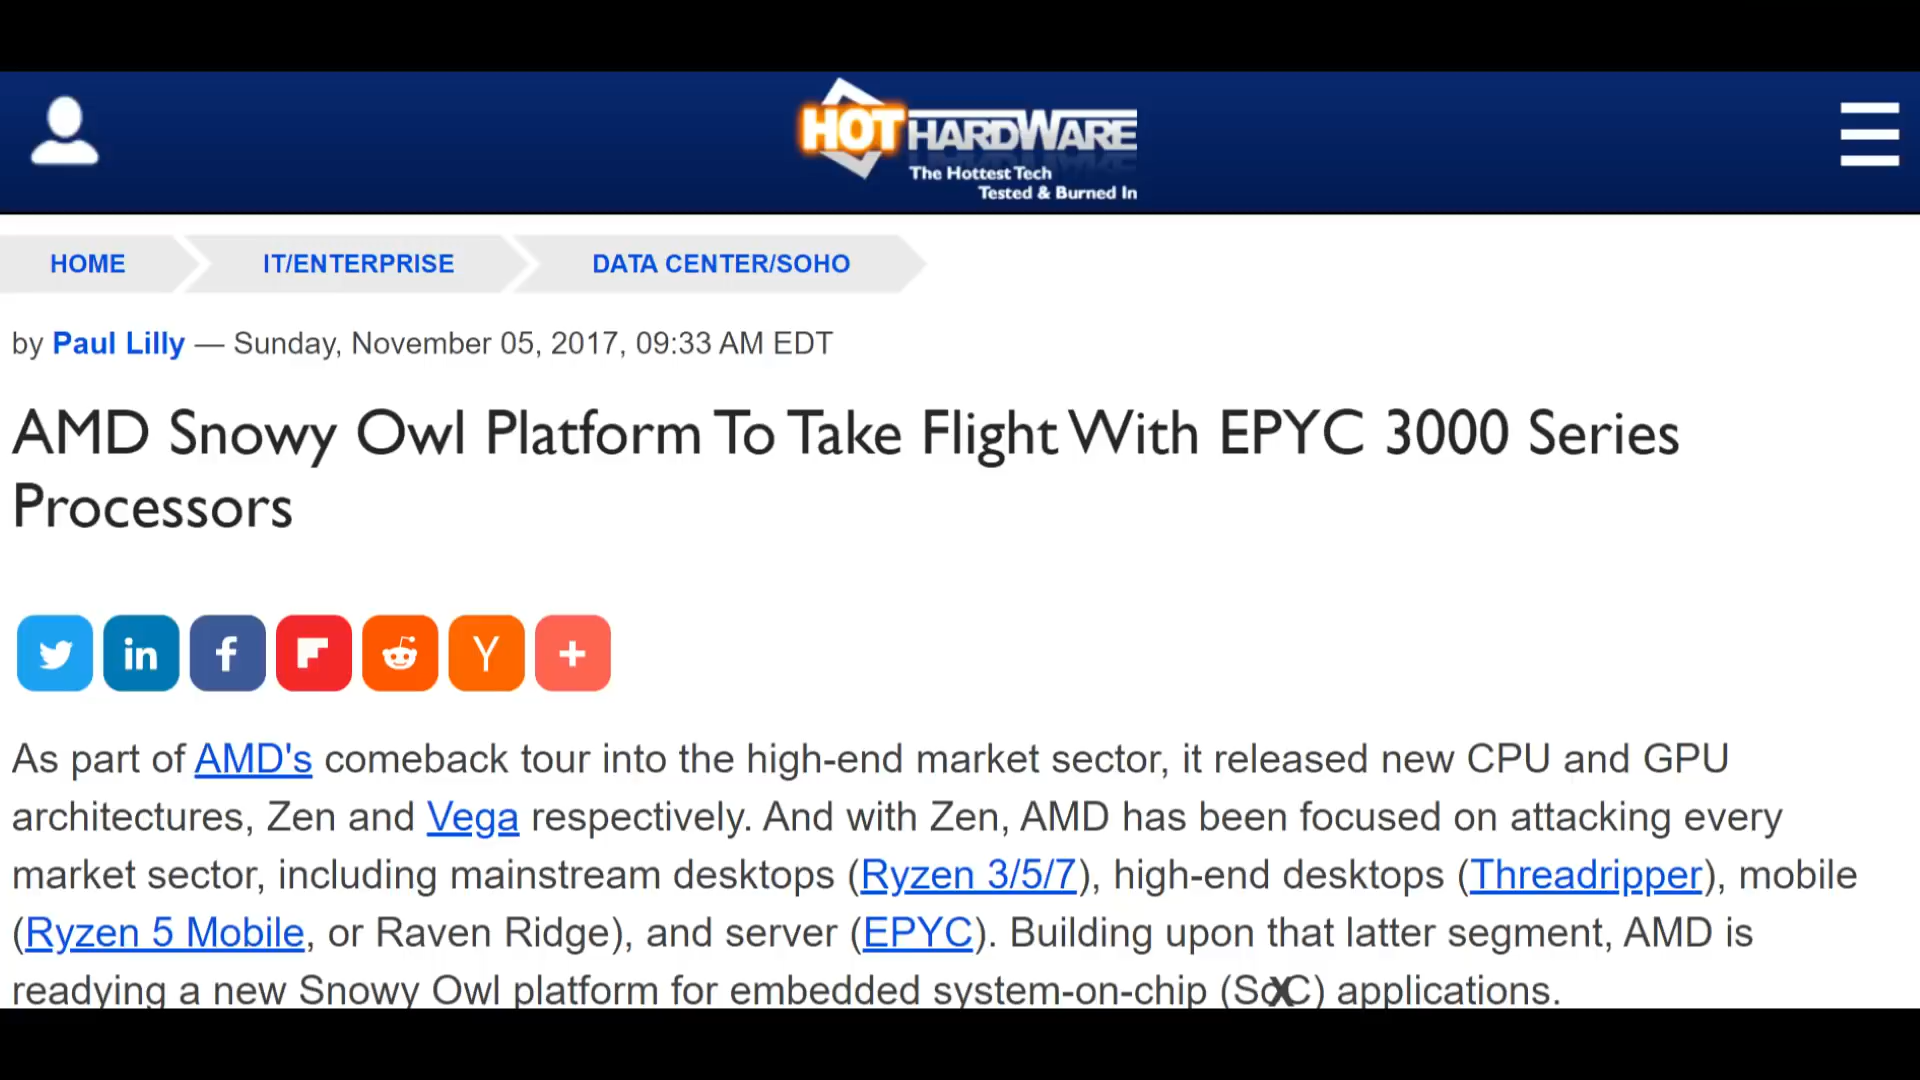 HOT HARDWARE
The Hottest Tech
Tested & Burned In
HOME IT/ENTERPRISE DATA CENTER/SOHO
by Paul Lilly — Sunday, November 05, 2017, 09:33 AM EDT
AMD Snowy Owl Platform To Take Flight With EPYC 3000 Series
Processors
As part of AMD's comeback tour into the high-end market sector, it released new CPU and GPU
architectures, Zen and Vega respectively. And with Zen, AMD has been focused on attacking every
market sector, including mainstream desktops (Ryzen 3/5/7), high-end desktops (Threadripper), mobile
(Ryzen 5 Mobile, or Raven Ridge), and server (EPYC). Building upon that latter segment, AMD is
readying a new Snowy Owl platform for embedded system-on-chip (SoC) applications.